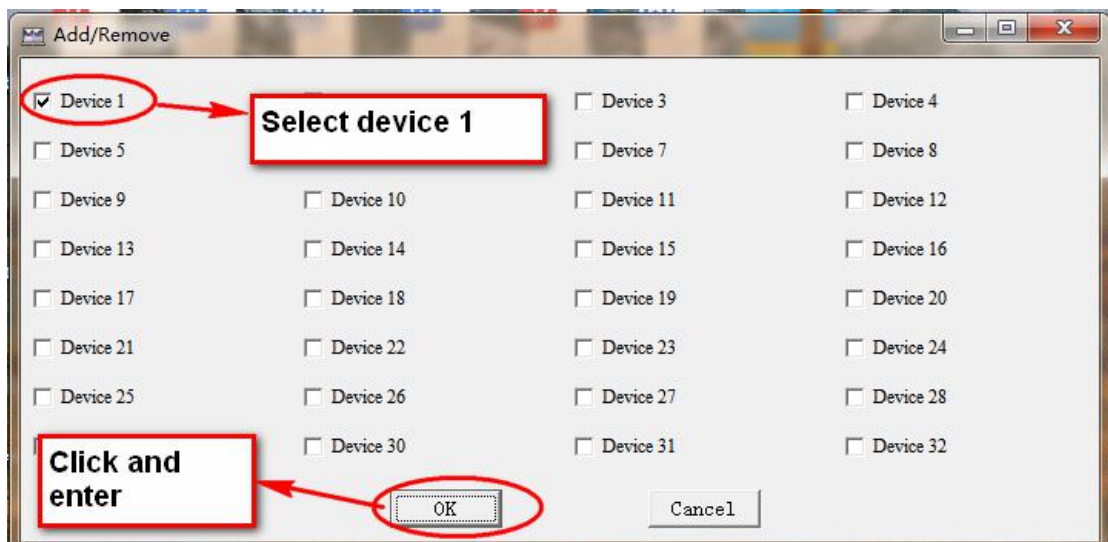 Add/Remove
Device 1
Select device 1
Device 3
Device 4
Device 5
Device 7
Device 8
Device 9
Device 10
Device 11
Device 12
Device 13
Device 14
Device 15
Device 16
Device 17
Device 18
Device 19
Device 20
Device 21
Device 22
Device 23
Device 24
Device 25
Device 26
Device 27
Device 28
Click and
enter
Device 30
Device 31
Device 32
OK
Cancel